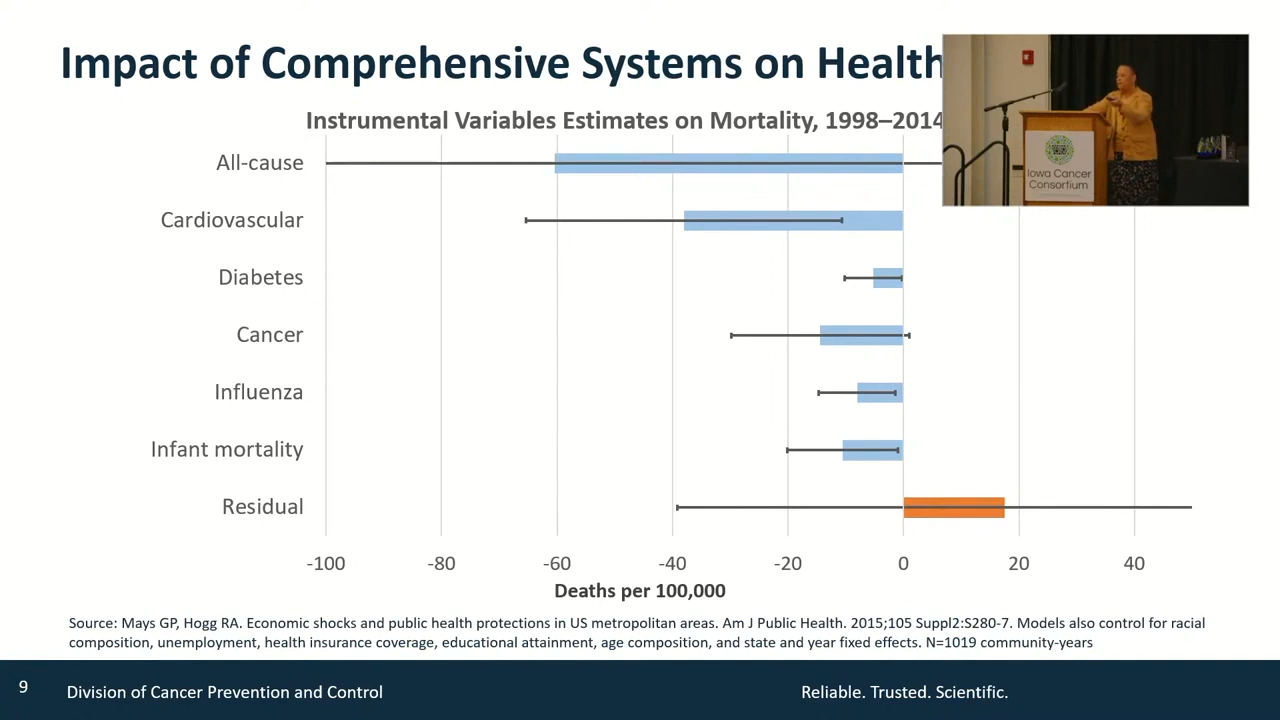 Impact of Comprehensive Systems on Health
Instrumental Variables Estimates on Mortality, 1998–2014
All-cause
Cardiovascular
Diabetes
Cancer
Influenza
Infant mortality
Residual
-100 -80 -60 -40 -20 0 20 40
Deaths per 100,000
Iowa Cancer
Consortium
Source: Mays GP, Hogg RA. Economic shocks and public health protections in US metropolitan areas. Am J Public Health. 2015;105 Suppl2:S280-7. Models also control for racial
composition, unemployment, health insurance coverage, educational attainment, age composition, and state and year fixed effects. N=1019 community-years
9 Division of Cancer Prevention and Control Reliable. Trusted. Scientific.